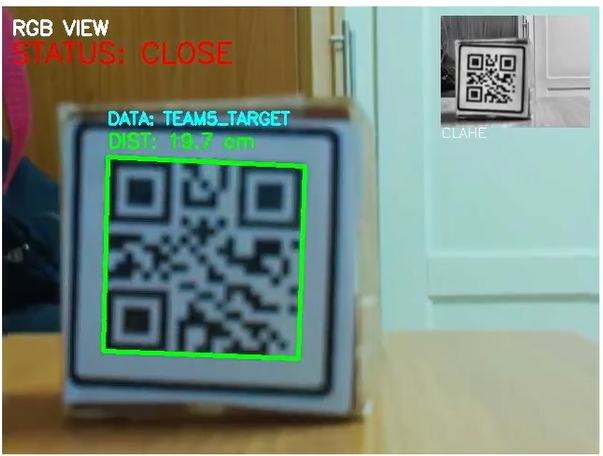 RGB VIEW
STATUS: CLOSE
DATA: TEAM5_TARGET
DIST: 19.7 cm
CLAHE